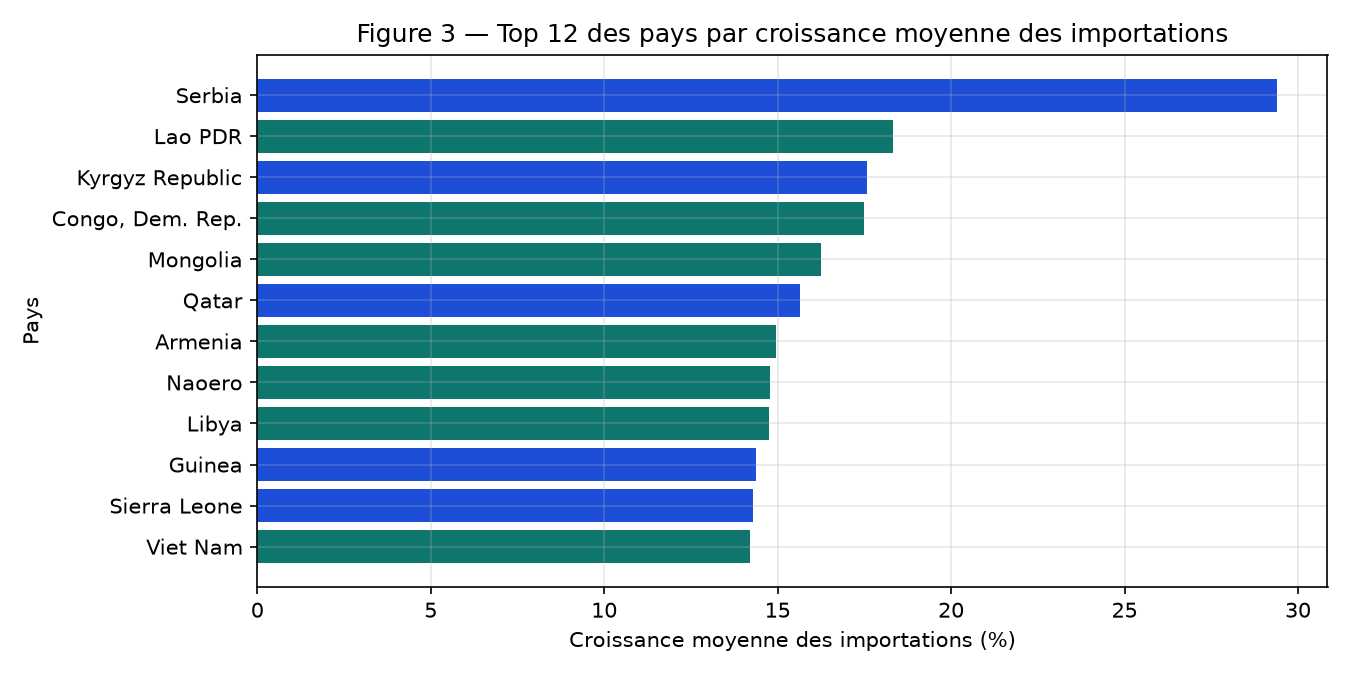 Figure 3 — Top 12 des pays par croissance moyenne des importations
Pays
Serbia
Lao PDR
Kyrgyz Republic
Congo, Dem. Rep.
Mongolia
Qatar
Armenia
Naoero
Libya
Guinea
Sierra Leone
Viet Nam
0 5 10 15 20 25 30
Croissance moyenne des importations (%)